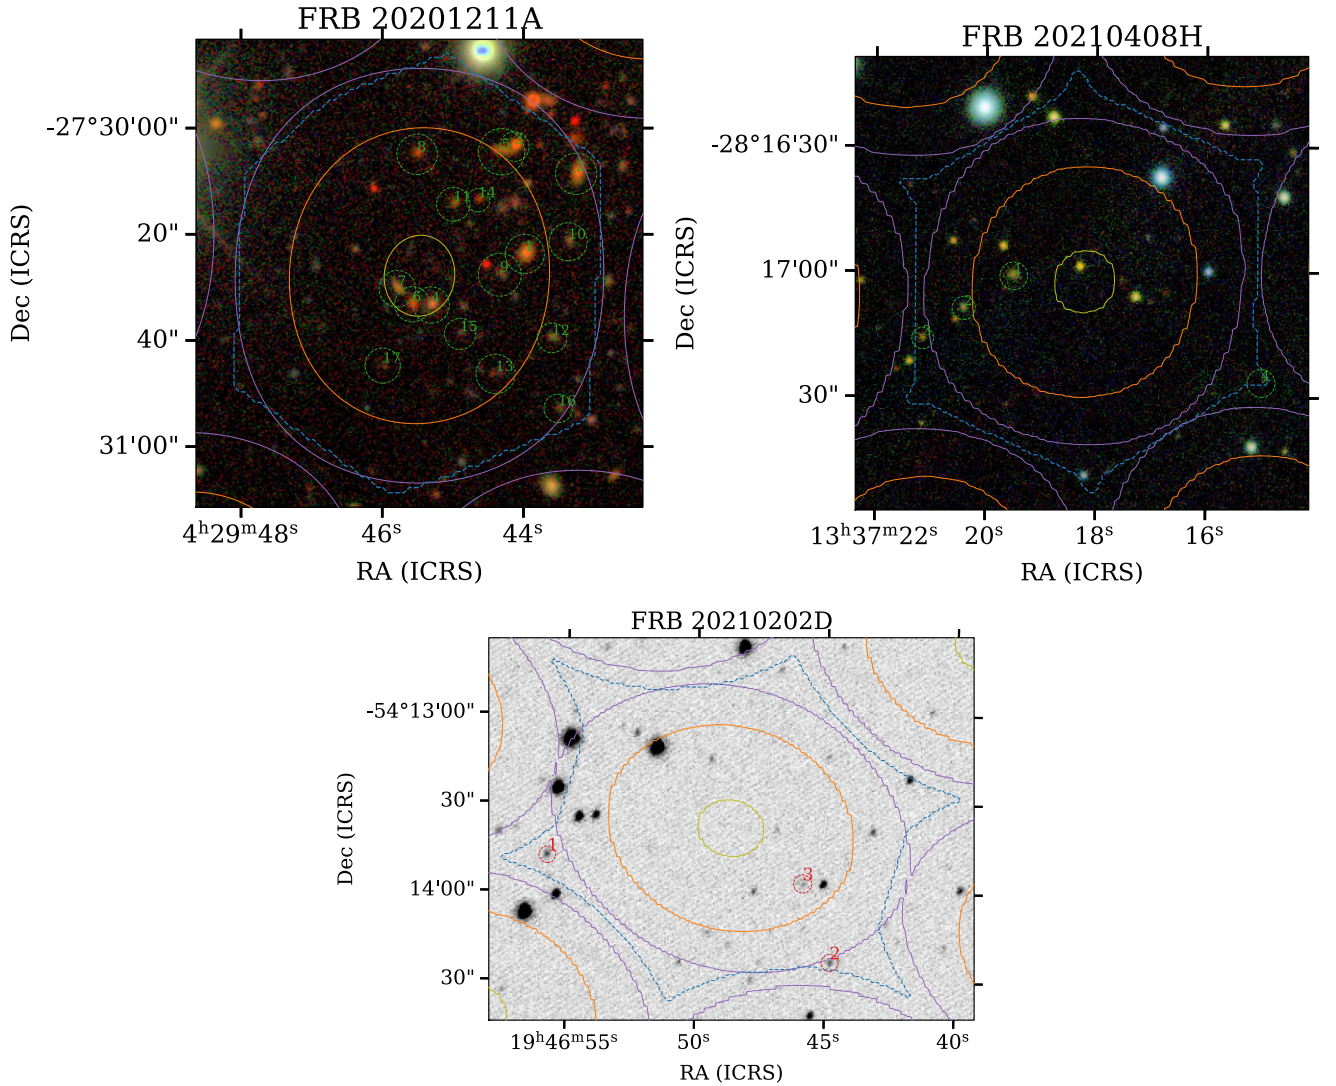 FRB 20201211A
-27°30'00"
20"
40"
31'00"
Dec (ICRS)
8
11
14
10
9
7
6
1
15
12
17
13
16
4ʰ29ᵐ48ˢ
46ˢ
44ˢ
RA (ICRS)
FRB 20210408H
-28°16'30"
17'00"
30"
Dec (ICRS)
1
2
3
4
13ʰ37ᵐ22ˢ
20ˢ
18ˢ
16ˢ
RA (ICRS)
FRB 20210202D
-54°13'00"
30"
14'00"
30"
Dec (ICRS)
1
3
2
19ʰ46ᵐ55ˢ
50ˢ
45ˢ
40ˢ
RA (ICRS)